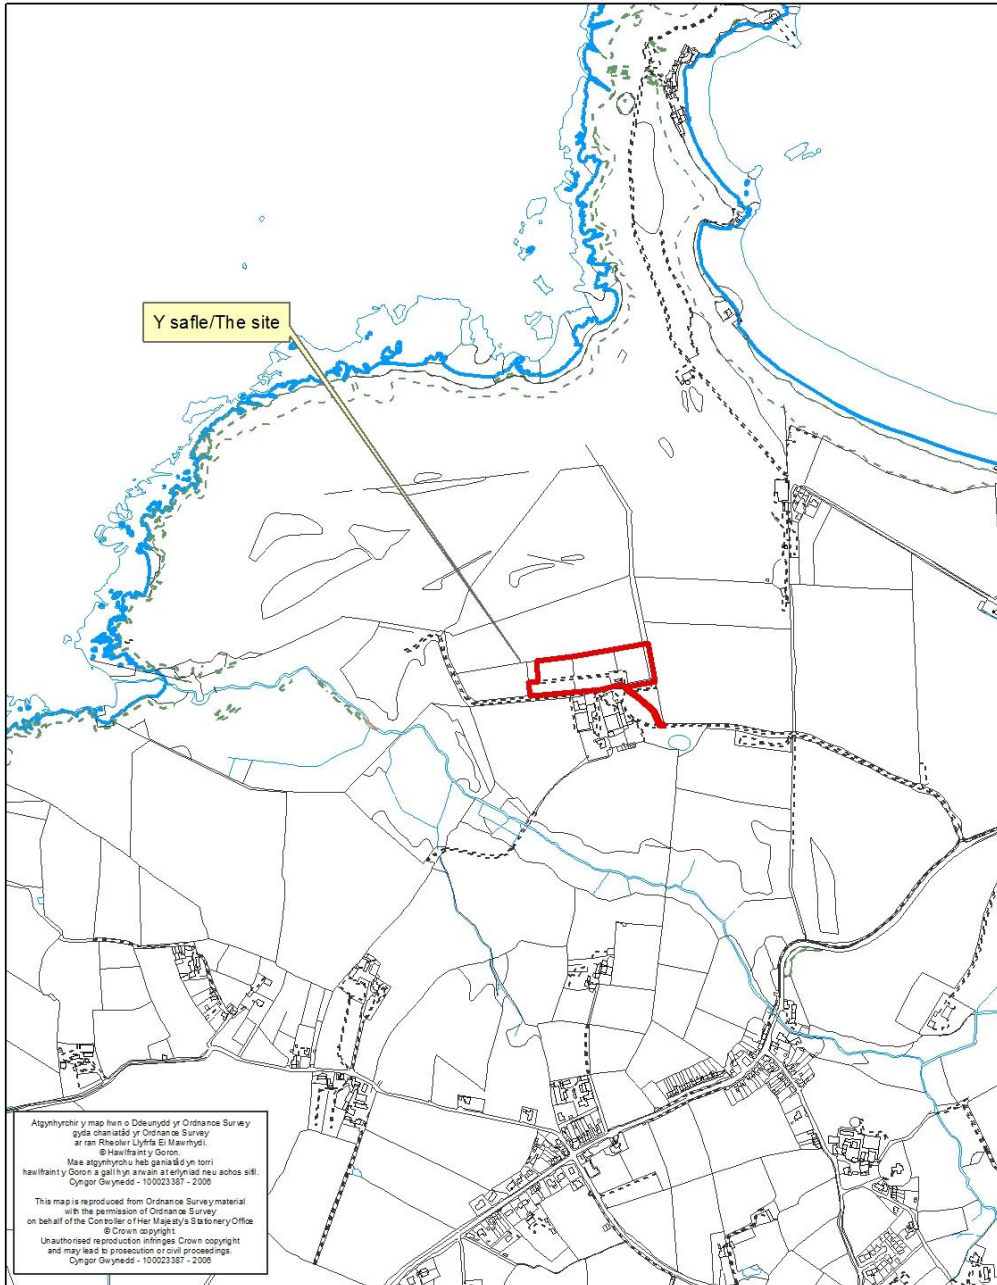 Y safle/The site
Atgynhyrchir y map hwn o Ddeunydd yr Ordnance Survey
gyda chaniatâd yr Ordnance Survey
ar ran Rheolwr Llyfrfa Ei Mawrhydi.
© Hawlfraint y Goron.
Mae atgynhyrchu heb ganiatâd yn torri
hawlfraint y Goron a gall hyn arwain at erlyniad neu achos sifil.
Cyngor Gwynedd - 100023387 - 2006
This map is reproduced from Ordnance Survey material
with the permission of Ordnance Survey
on behalf of the Controller of Her Majesty's Stationery Office
© Crown copyright.
Unauthorised reproduction infringes Crown copyright
and may lead to prosecution or civil proceedings.
Cyngor Gwynedd - 100023387 - 2006